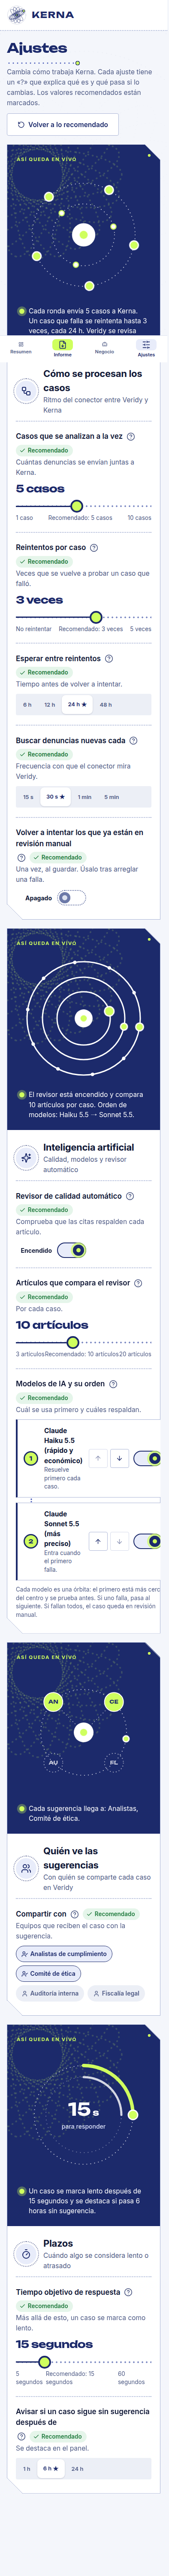 KERNA
Ajustes
Cambia cómo trabaja Kerna. Cada ajuste tiene
un «?» que explica qué es y qué pasa si lo
cambias. Los valores recomendados están
marcados.
Volver a lo recomendado
ASÍ QUEDA EN VIVO
Cada ronda envía 5 casos a Kerna.
Un caso que falla se reintenta hasta 3
veces, cada 24 h. Veridy se revisa
Resumen
Informe
Negocio
Ajustes
Cómo se procesan los
casos
Ritmo del conector entre Veridy y
Kerna
Casos que se analizan a la vez ?
Recomendado
Cuántas denuncias se envían juntas a
Kerna.
5 casos
1 caso Recomendado: 5 casos 10 casos
Reintentos por caso ?
Recomendado
Veces que se vuelve a probar un caso que
falló.
3 veces
No reintentar Recomendado: 3 veces 5 veces
Esperar entre reintentos ?
Recomendado
Tiempo antes de volver a intentar.
6 h 12 h 24 h ★ 48 h
Buscar denuncias nuevas cada ?
Recomendado
Frecuencia con que el conector mira
Veridy.
15 s 30 s ★ 1 min 5 min
Volver a intentar los que ya están en
revisión manual
? Recomendado
Una vez, al guardar. Úsalo tras arreglar
una falla.
Apagado
ASÍ QUEDA EN VIVO
El revisor está encendido y compara
10 artículos por caso. Orden de
modelos: Haiku 5.5 → Sonnet 5.5.
Inteligencia artificial
Calidad, modelos y revisor
automático
Revisor de calidad automático ?
Recomendado
Comprueba que las citas respalden cada
artículo.
Encendido
Artículos que compara el revisor ?
Recomendado
Por cada caso.
10 artículos
3 artículos Recomendado: 10 artículos 20 artículos
Modelos de IA y su orden ?
Recomendado
Cuál se usa primero y cuáles respaldan.
1
Claude
Haiku 5.5
(rápido y
económico)
Resuelve
primero cada
caso.
2
Claude
Sonnet 5.5
(más
preciso)
Entra cuando
el primero
falla.
Cada modelo es una órbita: el primero está más cerc
del centro y se prueba antes. Si uno falla, pasa al
siguiente. Si fallan todos, el caso queda en revisión
manual.
ASÍ QUEDA EN VIVO
AN
CE
AU
FL
Cada sugerencia llega a: Analistas,
Comité de ética.
Quién ve las
sugerencias
Con quién se comparte cada caso
en Veridy
Compartir con ? Recomendado
Equipos que reciben el caso con la
sugerencia.
Analistas de cumplimiento
Comité de ética
Auditoría interna
Fiscalía legal
ASÍ QUEDA EN VIVO
15 s
para responder
Un caso se marca lento después de
15 segundos y se destaca si pasa 6
horas sin sugerencia.
Plazos
Cuándo algo se considera lento o
atrasado
Tiempo objetivo de respuesta ?
Recomendado
Más allá de esto, un caso se marca como
lento.
15 segundos
5 Recomendado: 15 60
segundos segundos segundos
Avisar si un caso sigue sin sugerencia
después de
? Recomendado
Se destaca en el panel.
1 h 6 h ★ 24 h